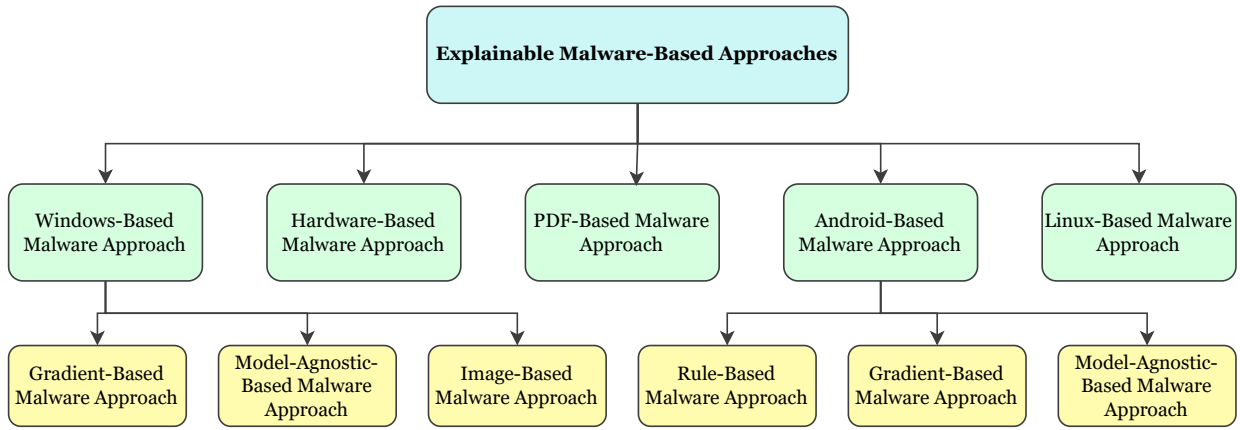 Explainable Malware-Based Approaches
Windows-Based
Malware Approach
Hardware-Based
Malware Approach
PDF-Based Malware
Approach
Android-Based
Malware Approach
Linux-Based Malware
Approach
Gradient-Based
Malware Approach
Model-Agnostic-
Based Malware
Approach
Image-Based
Malware Approach
Rule-Based
Malware Approach
Gradient-Based
Malware Approach
Model-Agnostic-
Based Malware
Approach